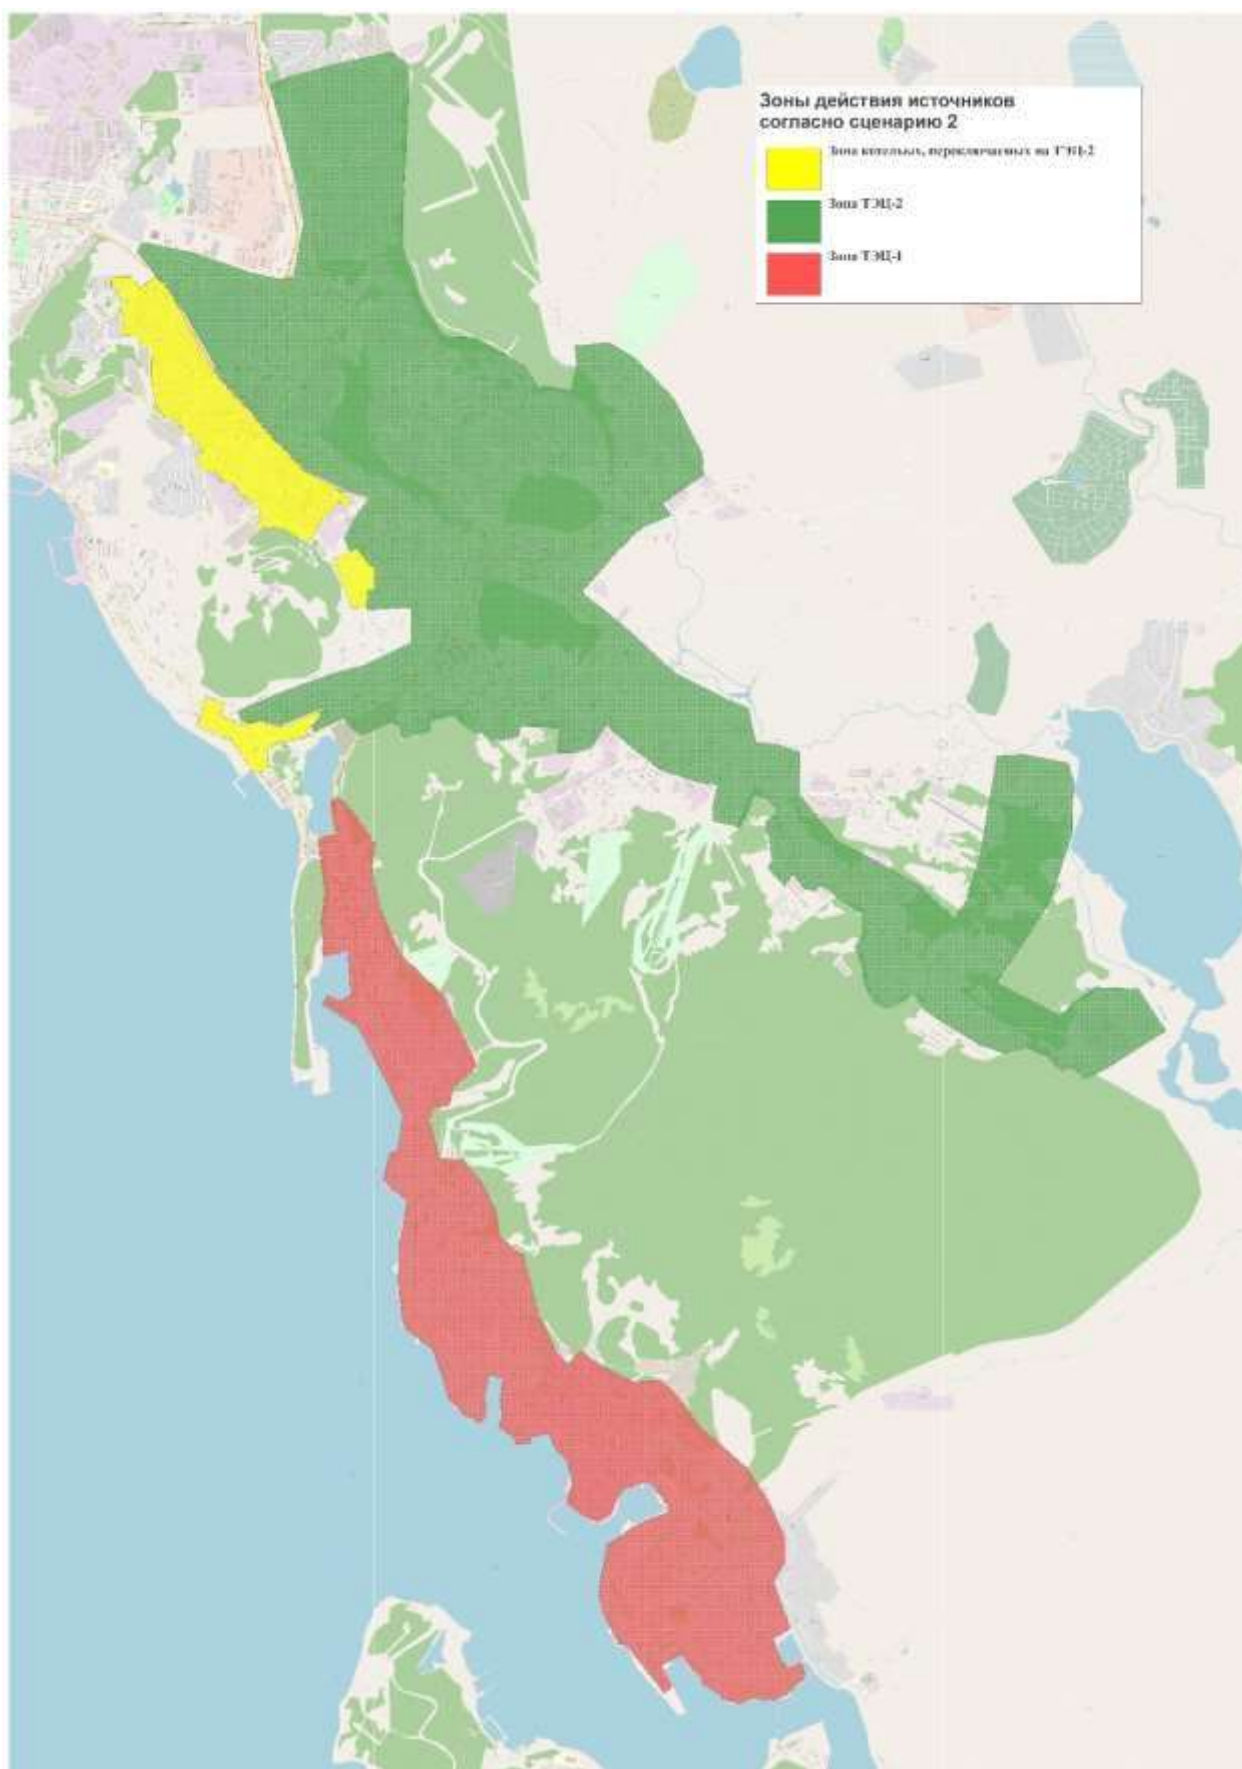 Зоны действия источников
согласно сценарию 2
Зона котельных, переключаемых на ТЭЦ-2
Зона ТЭЦ-2
Зона ТЭЦ-1